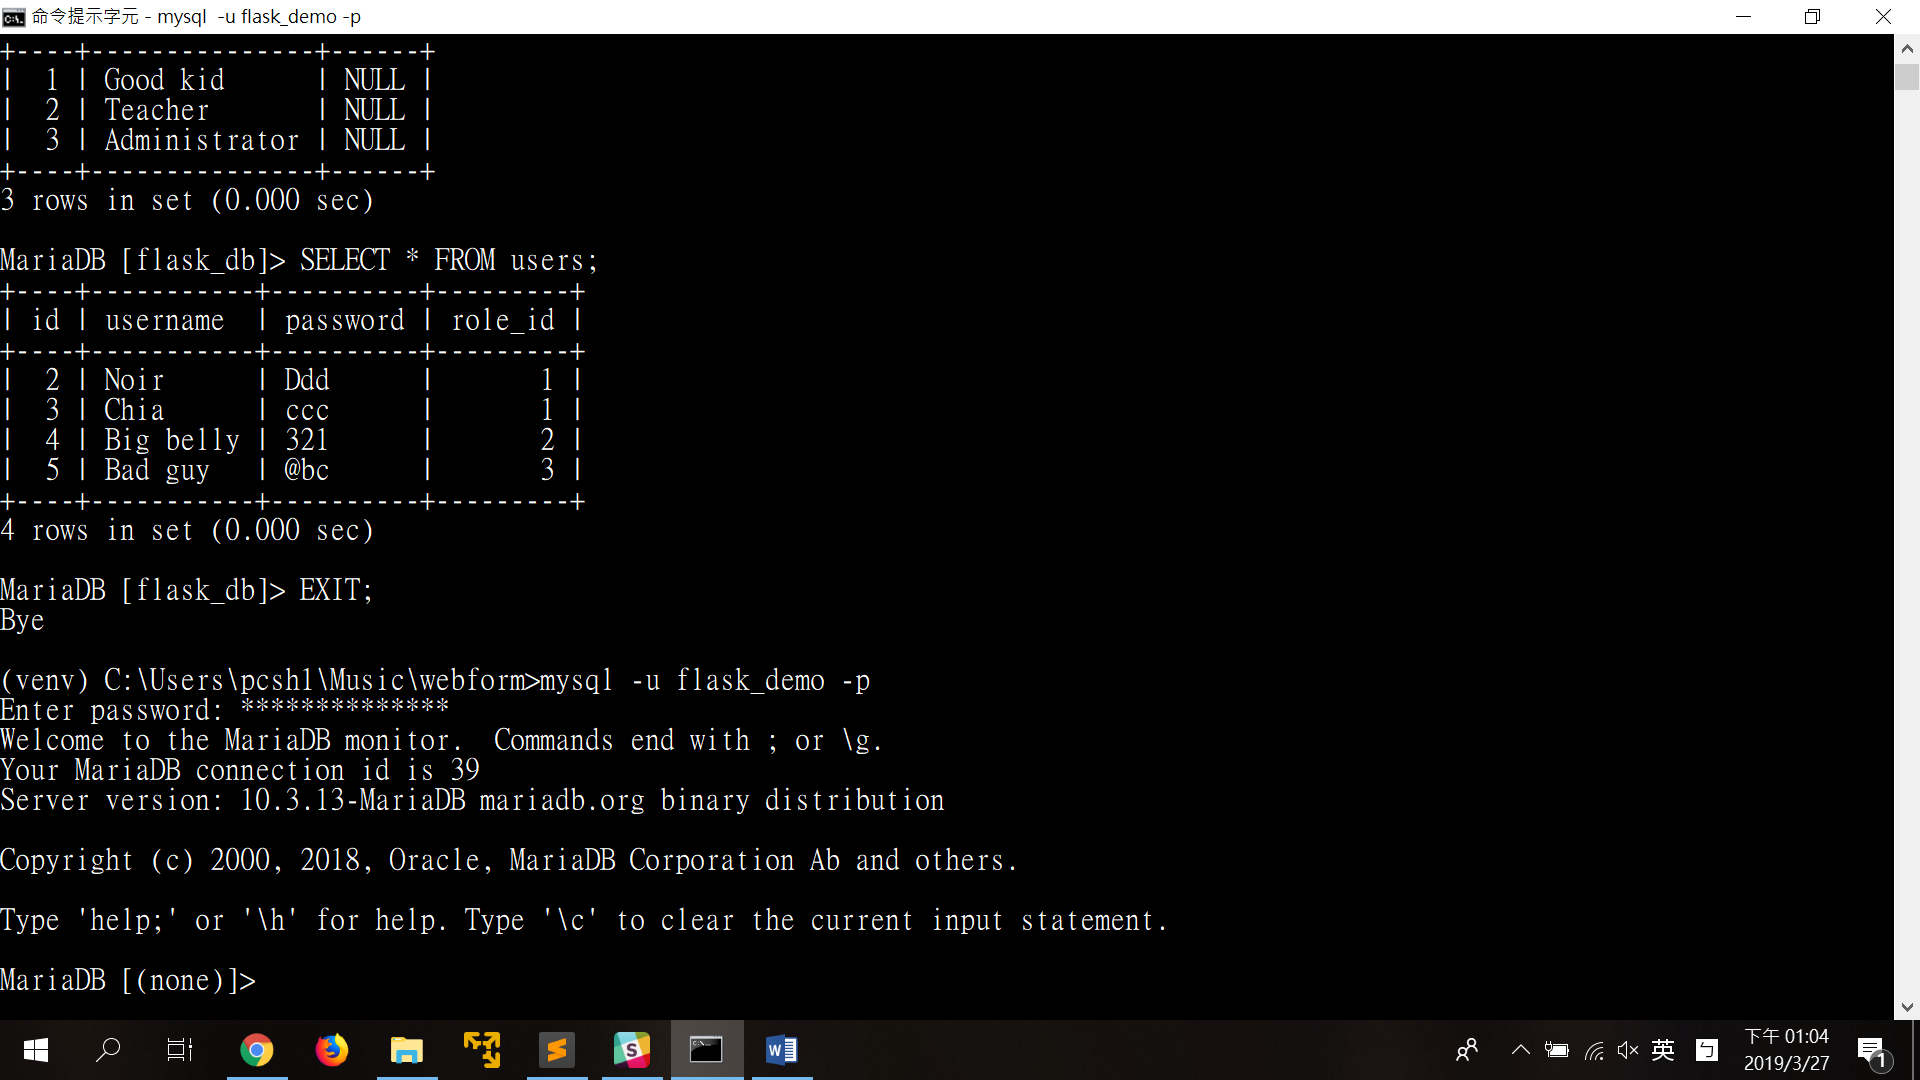 命令提示字元 - mysql  -u flask_demo -p
+----+---------------+------+
|  1 | Good kid      | NULL |
|  2 | Teacher       | NULL |
|  3 | Administrator | NULL |
+----+---------------+------+
3 rows in set (0.000 sec)
MariaDB [flask_db]> SELECT * FROM users;
+----+-----------+----------+---------+
| id | username  | password | role_id |
+----+-----------+----------+---------+
|  2 | Noir      | Ddd      |       1 |
|  3 | Chia      | ccc      |       1 |
|  4 | Big belly | 321      |       2 |
|  5 | Bad guy   | @bc      |       3 |
+----+-----------+----------+---------+
4 rows in set (0.000 sec)
MariaDB [flask_db]> EXIT;
Bye
(venv) C:\Users\pcsh1\Music\webform>mysql -u flask_demo -p
Enter password: **************
Welcome to the MariaDB monitor.  Commands end with ; or \g.
Your MariaDB connection id is 39
Server version: 10.3.13-MariaDB mariadb.org binary distribution
Copyright (c) 2000, 2018, Oracle, MariaDB Corporation Ab and others.
Type 'help;' or '\h' for help. Type '\c' to clear the current input statement.
MariaDB [(none)]>
英 ㄅ 下午 01:04
2019/3/27
1